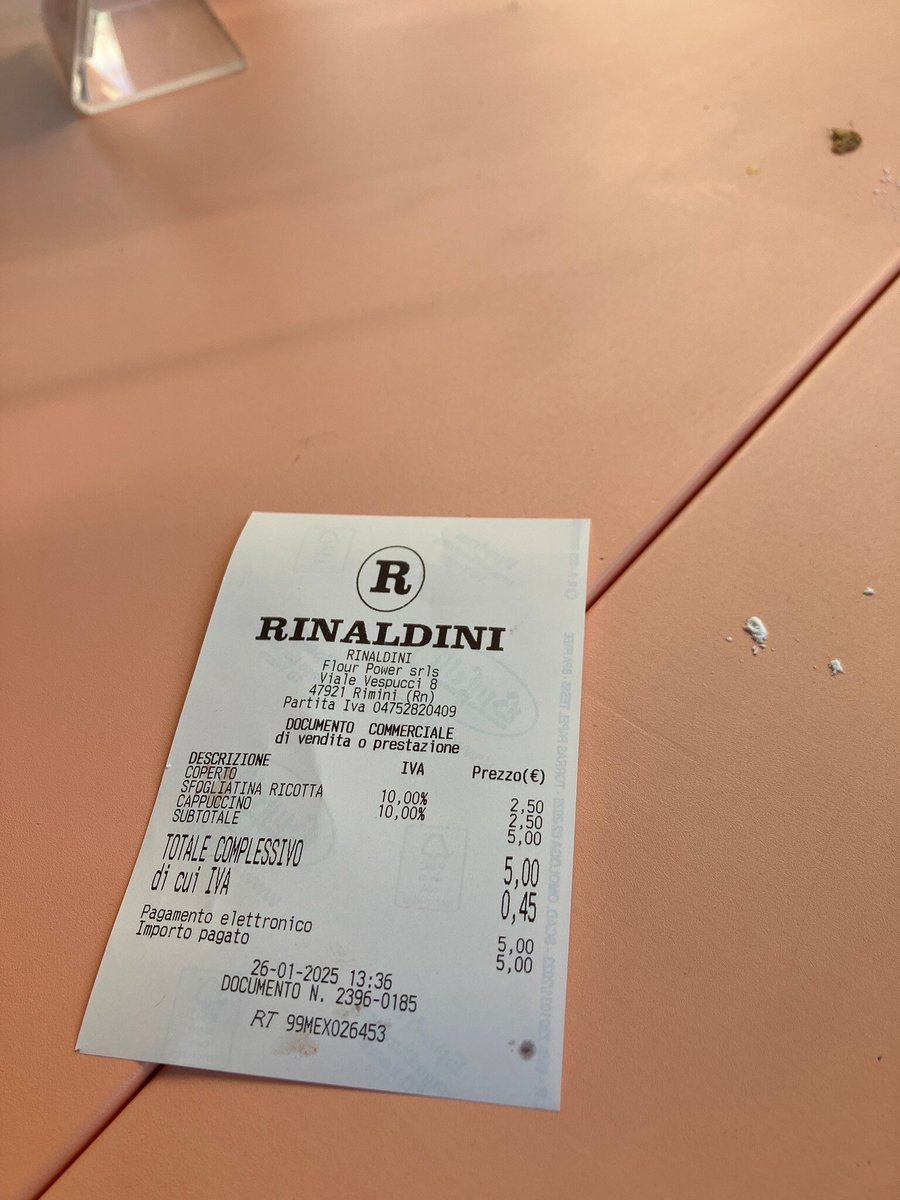 R
RINALDINI
RINALDINI
Flour Power srls
Viale Vespucci 8
47921 Rimini (Rn)
Partita Iva 04752820409
DOCUMENTO COMMERCIALE
di vendita o prestazione
DESCRIZIONE IVA Prezzo(€)
COPERTO
SFOGLIATINA RICOTTA 10,00% 2,50
CAPPUCCINO 10,00% 2,50
SUBTOTALE 5,00
TOTALE COMPLESSIVO 5,00
di cui IVA 0,45
Pagamento elettronico 5,00
Importo pagato 5,00
26-01-2025 13:36
DOCUMENTO N. 2396-0185
RT 99MEX026453